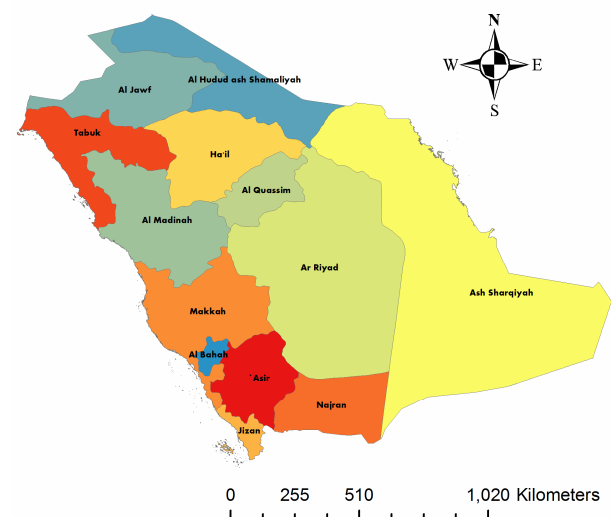 N
W E
S
Al Hudud ash Shamaliyah
Al Jawf
Tabuk
Ha'il
Al Quassim
Al Madinah
Ar Riyad
Ash Sharqiyah
Makkah
Al Bahah
`Asir
Najran
Jizan
0 255 510 1,020 Kilometers